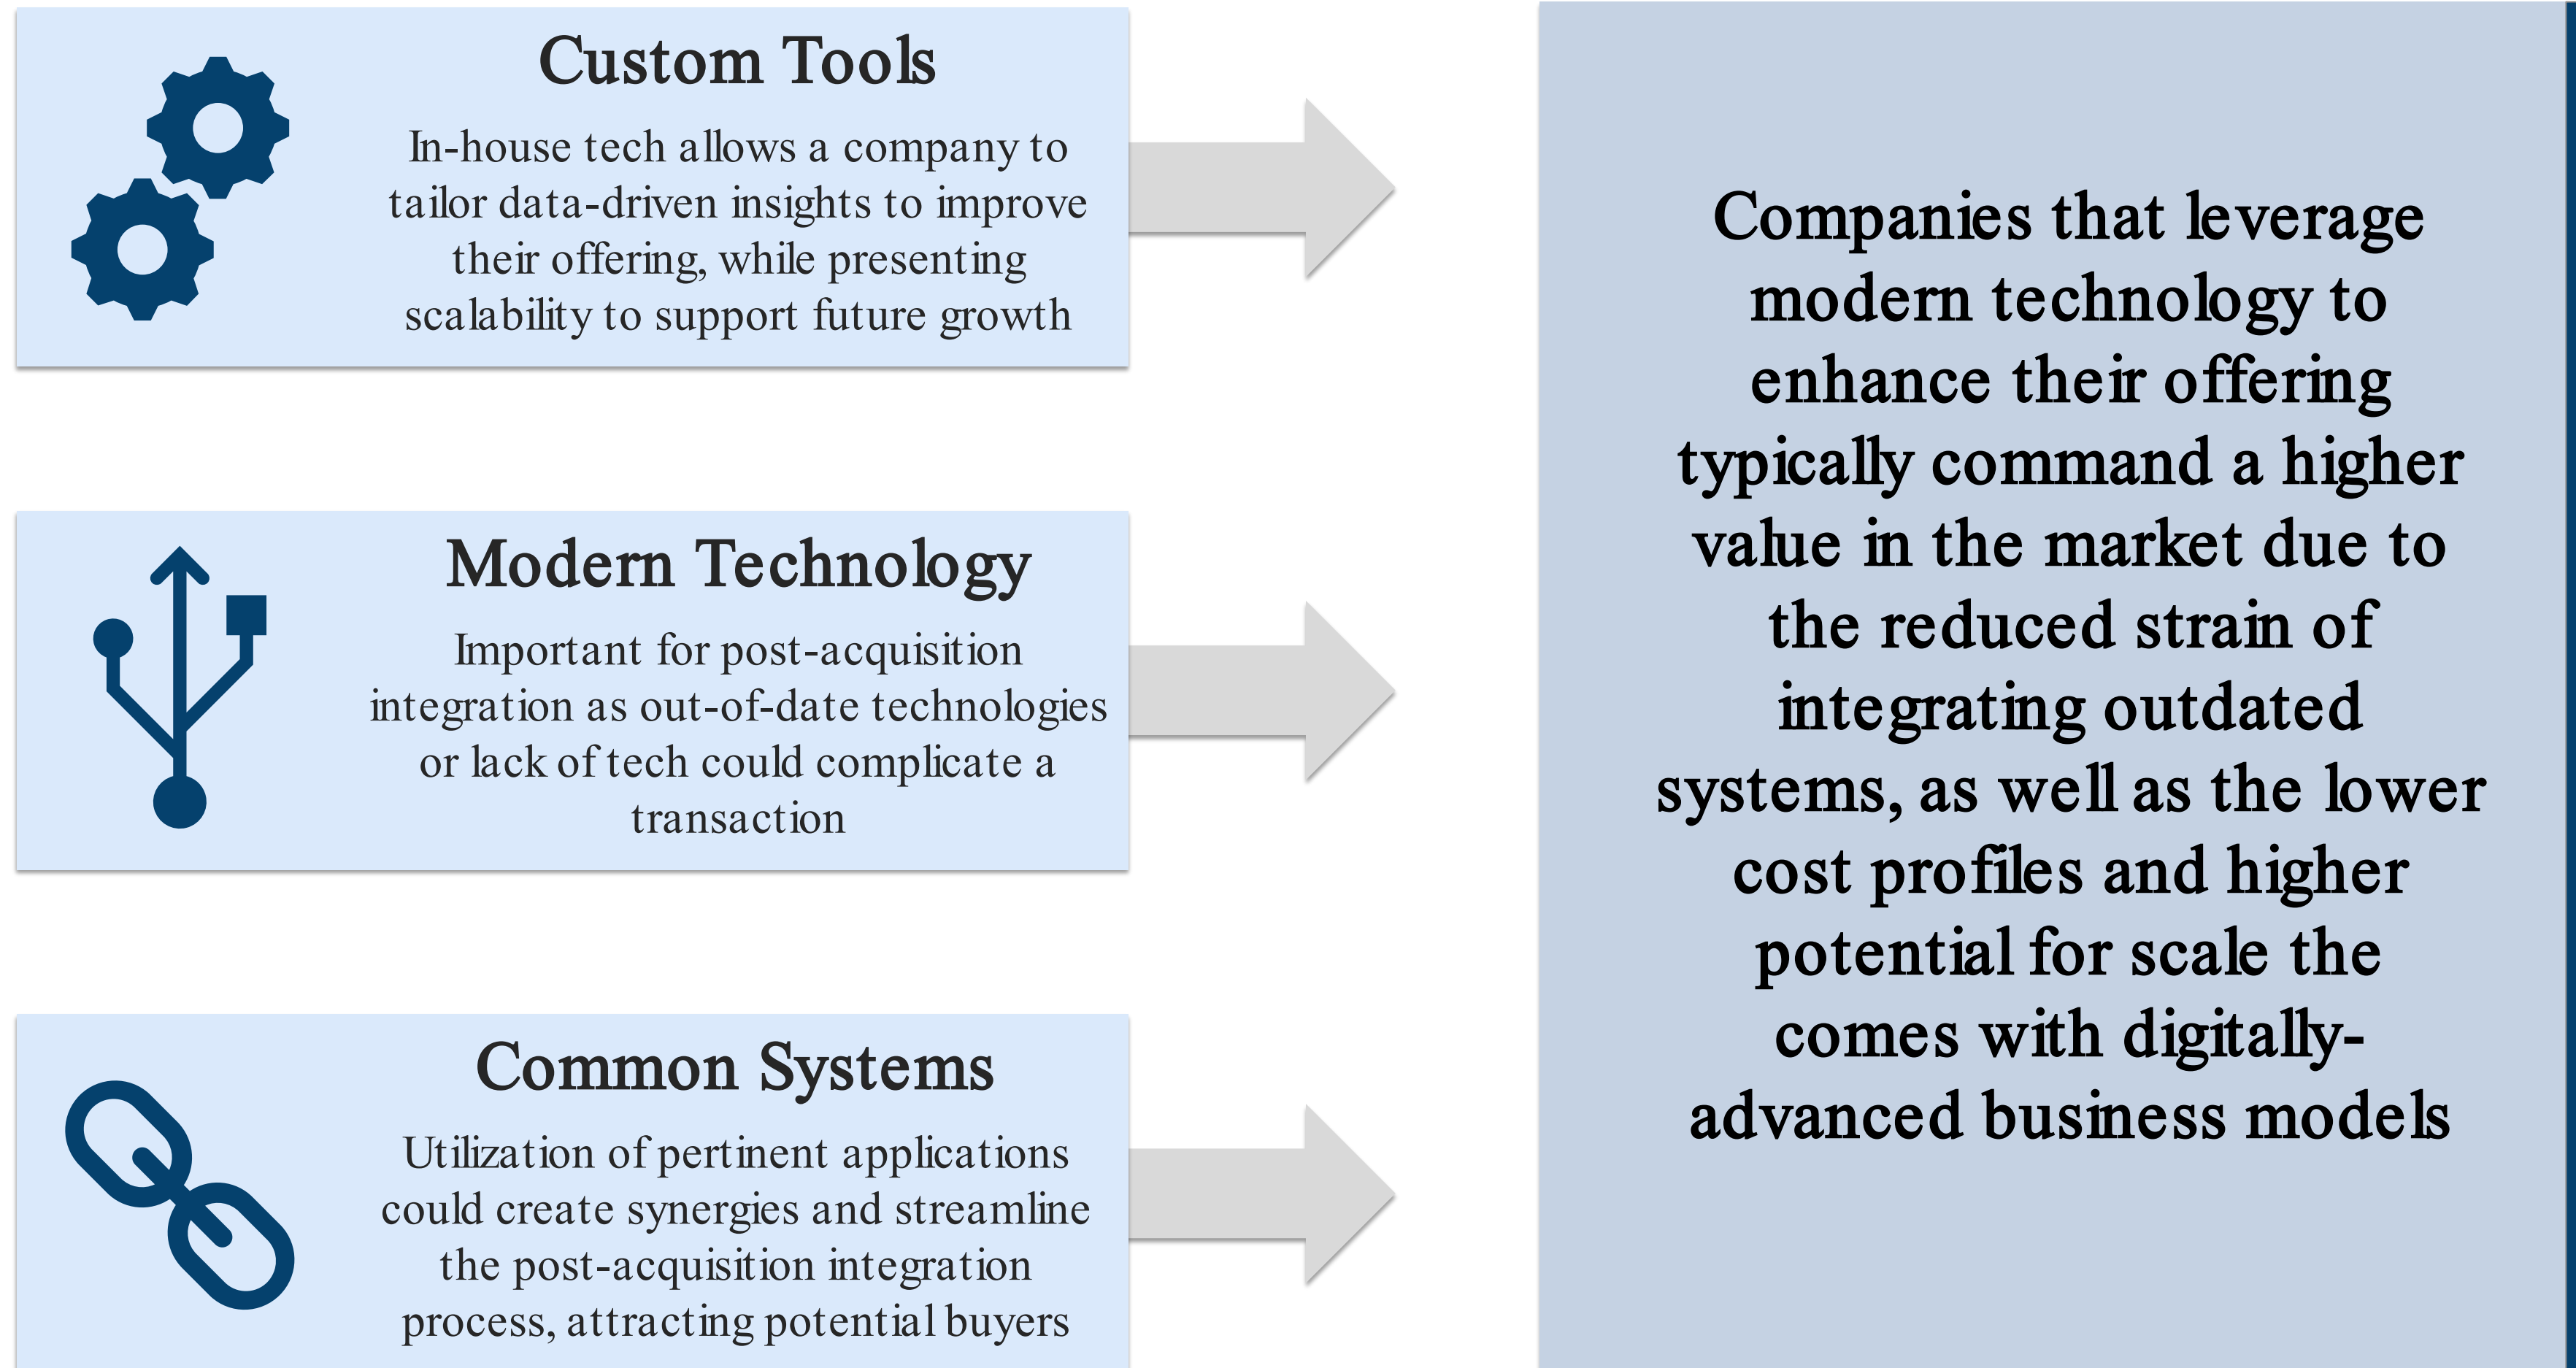 Custom Tools
In-house tech allows a company to
tailor data-driven insights to improve
their offering, while presenting
scalability to support future growth
Modern Technology
Important for post-acquisition
integration as out-of-date technologies
or lack of tech could complicate a
transaction
Common Systems
Utilization of pertinent applications
could create synergies and streamline
the post-acquisition integration
process, attracting potential buyers
Companies that leverage
modern technology to
enhance their offering
typically command a higher
value in the market due to
the reduced strain of
integrating outdated
systems, as well as the lower
cost profiles and higher
potential for scale the
comes with digitally-
advanced business models